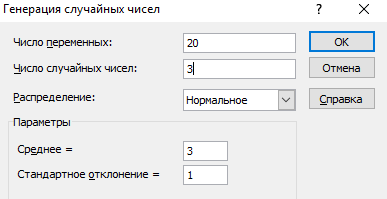 Генерация случайных чисел ? ×
Число переменных: 20 OK
Число случайных чисел: 3 Отмена
Распределение: Нормальное Справка
Параметры
Среднее = 3
Стандартное отклонение = 1